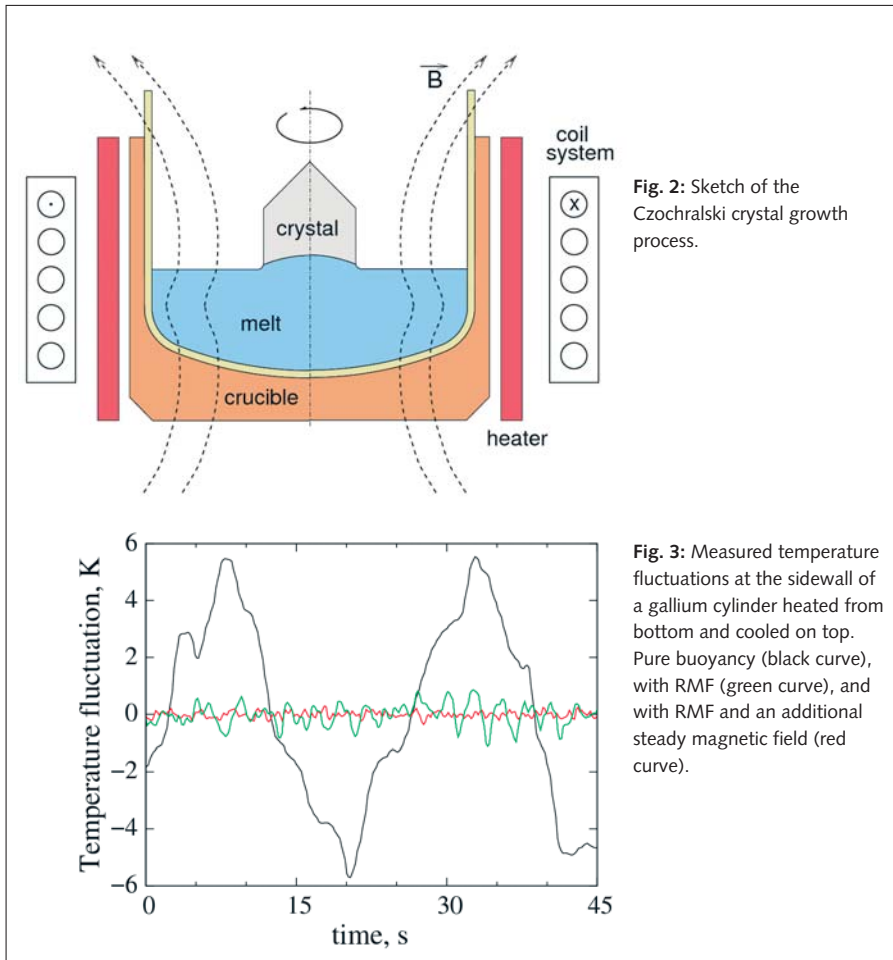 B
coil
system
crystal
melt
crucible
heater
Fig. 2: Sketch of the
Czochralski crystal growth
process.
Temperature fluctuation, K
6
4
2
0
−2
−4
−6
0
15
30
45
time, s
Fig. 3: Measured temperature
fluctuations at the sidewall of
a gallium cylinder heated from
bottom and cooled on top.
Pure buoyancy (black curve),
with RMF (green curve), and
with RMF and an additional
steady magnetic field (red
curve).